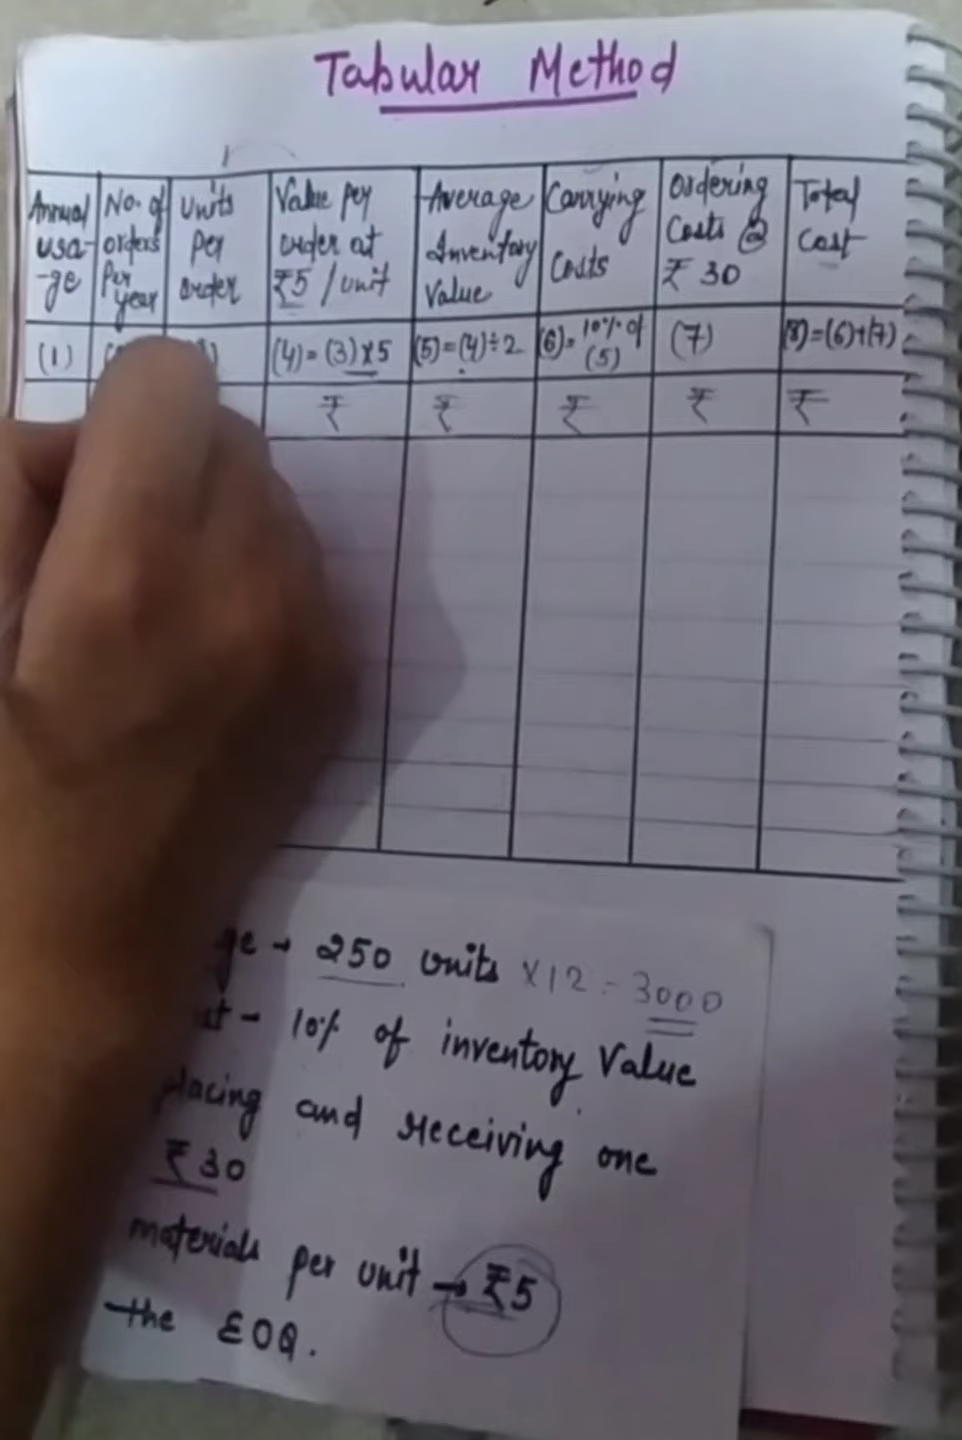 Tabular Method
Annual usa-ge
No. of orders Per year
Units Per order
Value per order at ₹5 / unit
Average Inventory Value
Carrying Costs
Ordering Costs @ ₹ 30
Total Cost
(1)
(4) = (3) x 5
(5) = (4) ÷ 2
(6) = 10% of (5)
(7)
(8) = (6) + (7)
₹ ₹ ₹ ₹ ₹
250 units x 12 = 3000
- 10% of inventory Value
placing and receiving one
₹ 30
materials per unit → ₹5
the EOQ.